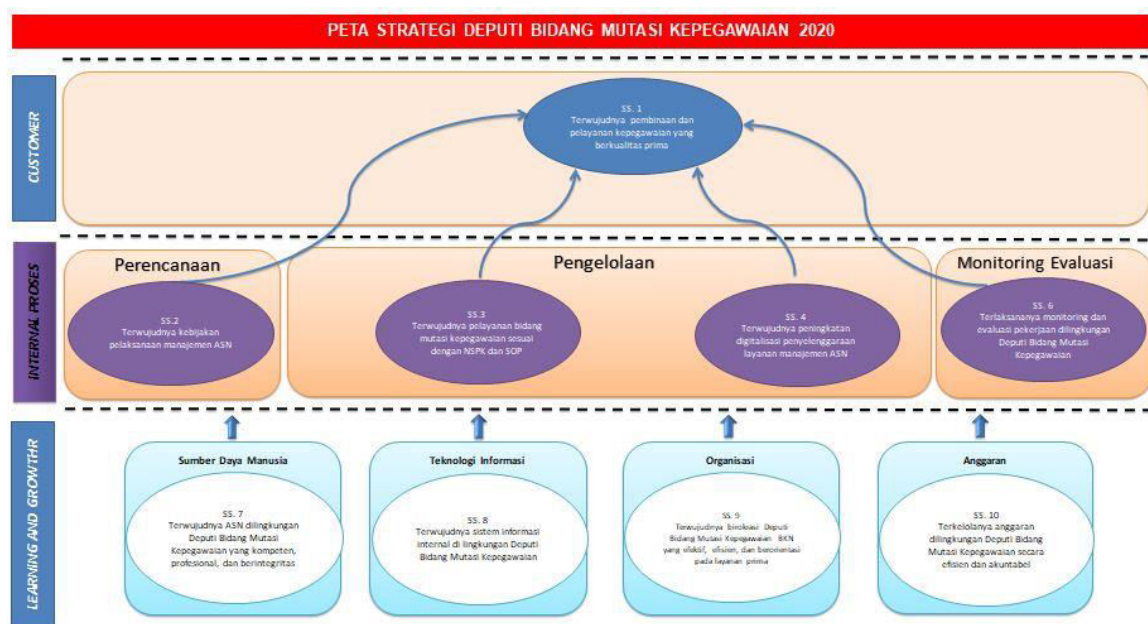 PETA STRATEGI DEPUTI BIDANG MUTASI KEPEGAWAIAN 2020
CUSTOMER
SS. 1
Terwujudnya pembinaan dan
pelayanan kepegawaian yang
berkualitas prima
INTERNAL PROSES
Perencanaan
SS.2
Terwujudnya kebijakan
pelaksanaan manajemen ASN
Pengelolaan
SS.3
Terwujudnya pelayanan bidang
mutasi kepegawaian sesuai
dengan NSPK dan SOP
SS. 4
Terwujudnya peningkatan
digitalisasi penyelenggaraan
layanan manajemen ASN
Monitoring Evaluasi
SS. 6
Terlaksananya monitoring dan
evaluasi pekerjaan dilingkungan
Deputi Bidang Mutasi
Kepegawaian
LEARNING AND GROWTHR
Sumber Daya Manusia
SS. 7
Terwujudnya ASN dilingkungan
Deputi Bidang Mutasi
Kepegawaian yang kompeten,
profesional, dan berintegritas
Teknologi Informasi
SS. 8
Terwujudnya sistem informasi
internal di lingkungan Deputi
Bidang Mutasi Kepegawaian
Organisasi
SS. 9
Terwujudnya birokrasi Deputi
Bidang Mutasi Kepegawaian BKN
yang efektif, efisien, dan berorientasi
pada layanan prima
Anggaran
SS. 10
Terkelolanya anggaran
dilingkungan Deputi Bidang
Mutasi Kepegawaian secara
efisien dan akuntabel